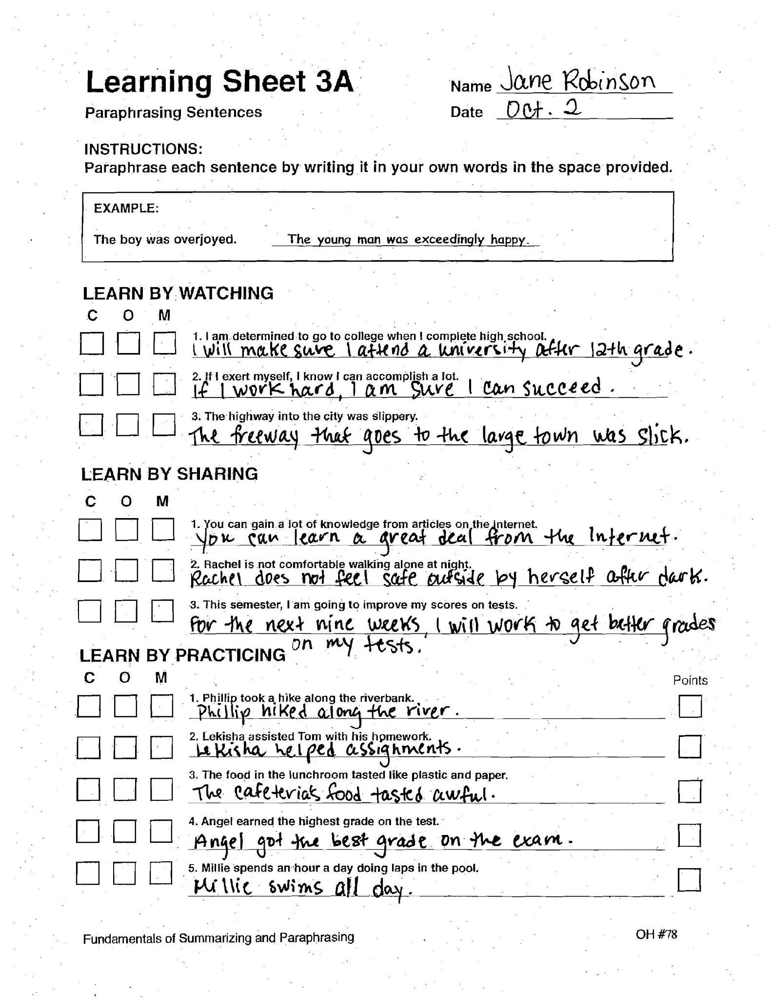 Learning Sheet 3A
Name Jane Robinson
Paraphrasing Sentences
Date Oct. 2
INSTRUCTIONS:
Paraphrase each sentence by writing it in your own words in the space provided.
EXAMPLE:
The boy was overjoyed. The young man was exceedingly happy.
LEARN BY WATCHING
C O M
1. I am determined to go to college when I complete high school.
I will make sure I attend a university after 12th grade.
2. If I exert myself, I know I can accomplish a lot.
If I work hard, I am sure I can succeed.
3. The highway into the city was slippery.
The freeway that goes to the large town was slick.
LEARN BY SHARING
C O M
1. You can gain a lot of knowledge from articles on the Internet.
You can learn a great deal from the Internet.
2. Rachel is not comfortable walking alone at night.
Rachel does not feel safe outside by herself after dark.
3. This semester, I am going to improve my scores on tests.
For the next nine weeks, I will work to get better grades
on my tests.
LEARN BY PRACTICING
C O M
Points
1. Phillip took a hike along the riverbank.
Phillip hiked along the river.
2. Lekisha assisted Tom with his homework.
Lekisha helped assighments.
3. The food in the lunchroom tasted like plastic and paper.
The cafeteria's food tasted awful.
4. Angel earned the highest grade on the test.
Angel got the best grade on the exam.
5. Millie spends an hour a day doing laps in the pool.
Millie swims all day.
Fundamentals of Summarizing and Paraphrasing
OH #78